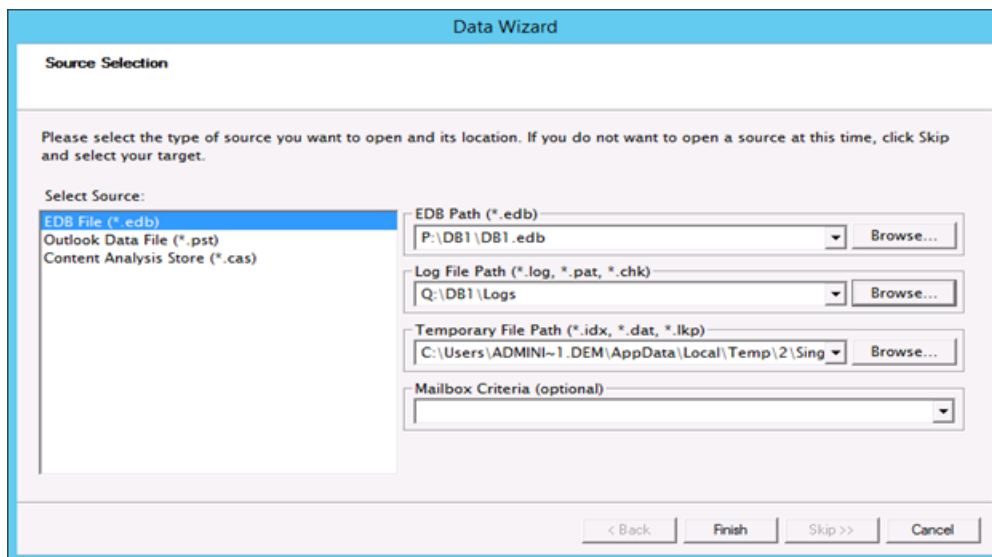 Data Wizard
Source Selection
Please select the type of source you want to open and its location. If you do not want to open a source at this time, click Skip
and select your target.
Select Source:
EDB File (*.edb)
Outlook Data File (*.pst)
Content Analysis Store (*.cas)
EDB Path (*.edb)
P:\DB1\DB1.edb
Browse...
Log File Path (*.log, *.pat, *.chk)
Q:\DB1\Logs
Browse...
Temporary File Path (*.idx, *.dat, *.lkp)
C:\Users\ADMINI~1.DEM\AppData\Local\Temp\2\Sing
Browse...
Mailbox Criteria (optional)
< Back
Finish
Skip >>
Cancel